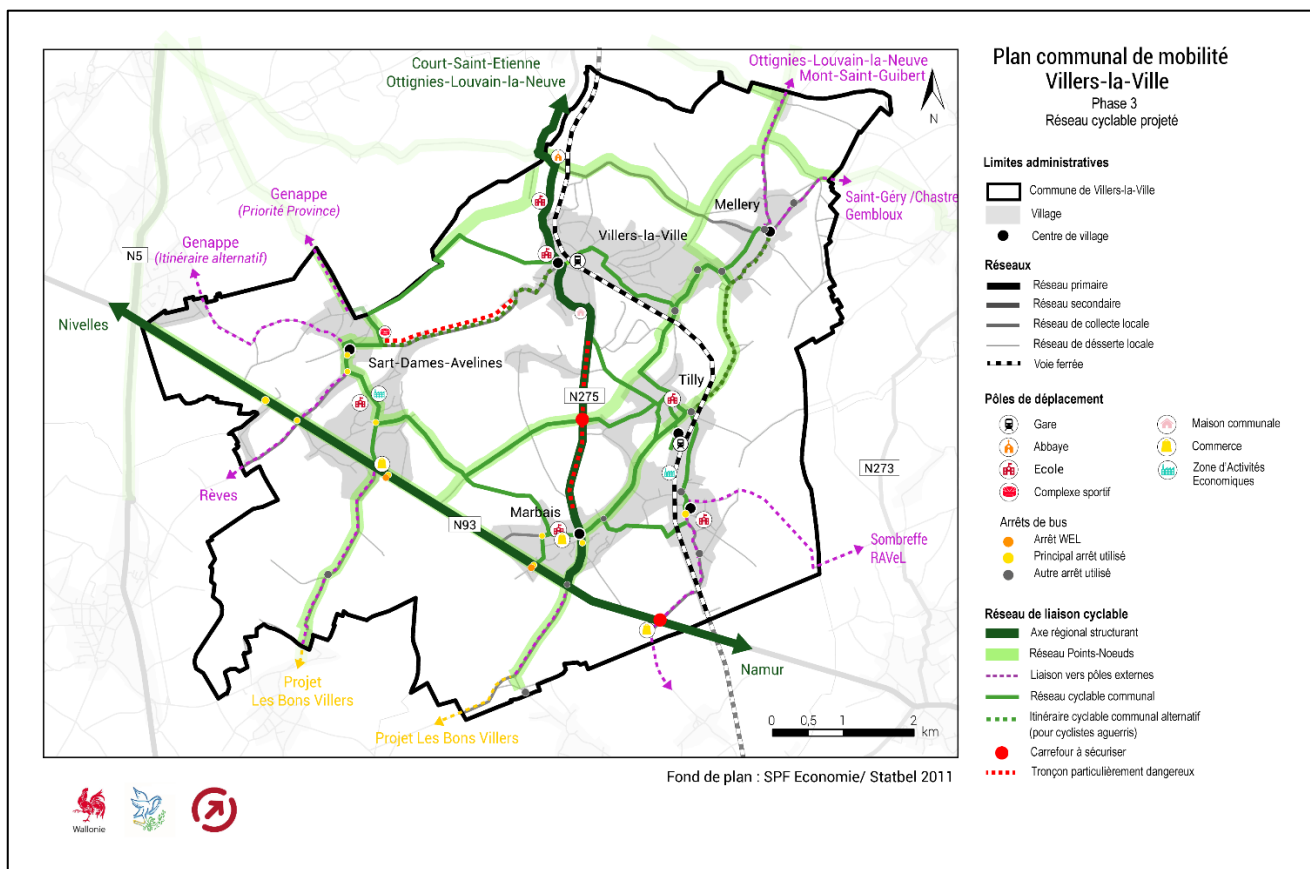 Plan communal de mobilité
Villers-la-Ville
Phase 3
Réseau cyclable projeté
Court-Saint-Etienne
Ottignies-Louvain-la-Neuve
Ottignies-Louvain-la-Neuve
Mont-Saint-Guibert
N
Genappe
(Priorité Province)
Genappe
(Itinéraire alternatif)
N5
Nivelles
Saint-Géry /Chastre
Gembloux
Mellery
Villers-la-Ville
Sart-Dames-Avelines
Tilly
N275
N273
Rèves
Marbais
N93
Sombreffe
RAVeL
Namur
Projet
Les Bons Villers
Projet Les Bons Villers
0 0,5 1 2
km
Fond de plan : SPF Economie/ Statbel 2011
Wallonie
Limites administratives
Commune de Villers-la-Ville
Village
Centre de village
Réseaux
Réseau primaire
Réseau secondaire
Réseau de collecte locale
Réseau de désserte locale
Voie ferrée
Pôles de déplacement
Gare
Abbaye
Ecole
Complexe sportif
Maison communale
Commerce
Zone d'Activités
Economiques
Arrêts de bus
Arrêt WEL
Principal arrêt utilisé
Autre arrêt utilisé
Réseau de liaison cyclable
Axe régional structurant
Réseau Points-Noeuds
Liaison vers pôles externes
Réseau cyclable communal
Itinéraire cyclable communal alternatif
(pour cyclistes aguerris)
Carrefour à sécuriser
Tronçon particulièrement dangereux